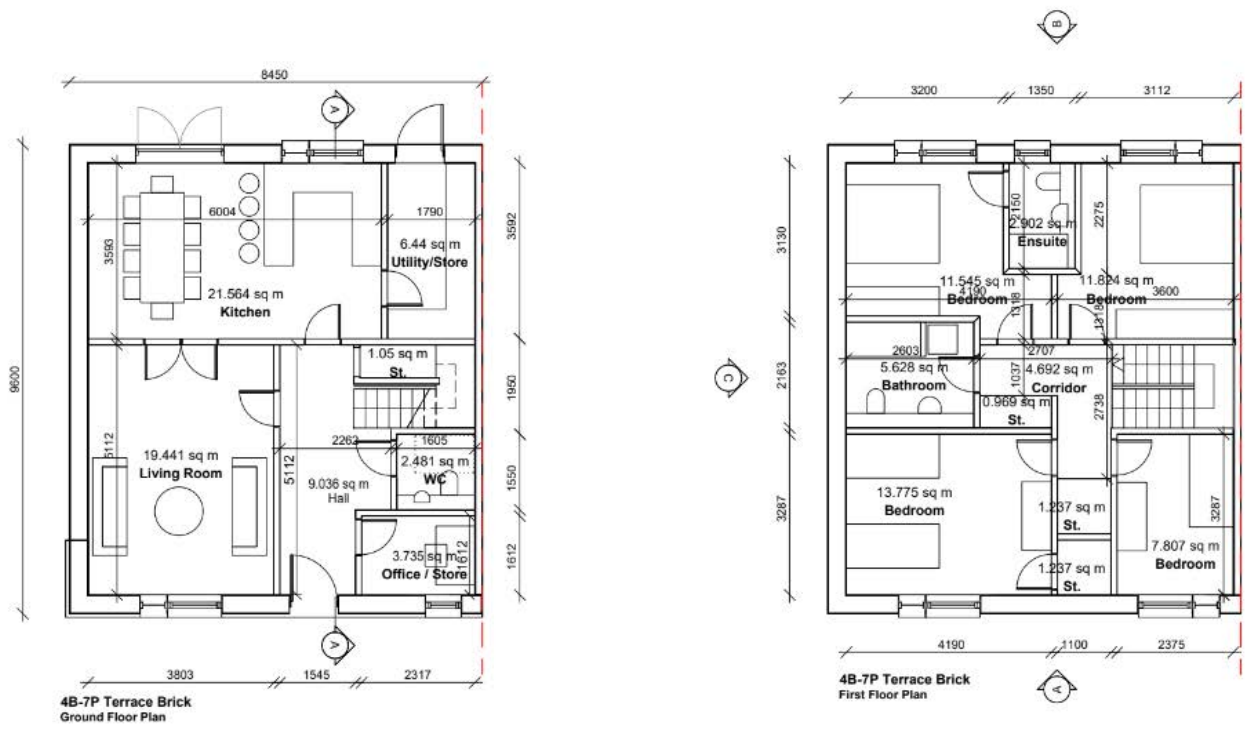 8450
A
6004
1790
3592
3593
6.44 sq m
Utility/Store
21.564 sq m
Kitchen
9600
1.05 sq m
St.
1950
2262
1605
5112
19.441 sq m
Living Room
5112
9.036 sq m
Hall
2.481 sq m
WC
1550
3.735 sq m
Office / Store
1612
1612
A
3803
1545
2317
4B-7P Terrace Brick
Ground Floor Plan
B
3200
1350
3112
2150
2.902 sq m
Ensuite
2275
3130
11.545 sq m
Bedroom
4190
1318
11.824 sq m
Bedroom
3600
1318
2603
2707
5.628 sq m
Bathroom
1037
4.692 sq m
Corridor
2163
C
0.969 sq m
St.
2738
13.775 sq m
Bedroom
3287
1.237 sq m
St.
3287
7.807 sq m
Bedroom
1.237 sq m
St.
4190
1100
2375
4B-7P Terrace Brick
First Floor Plan
A